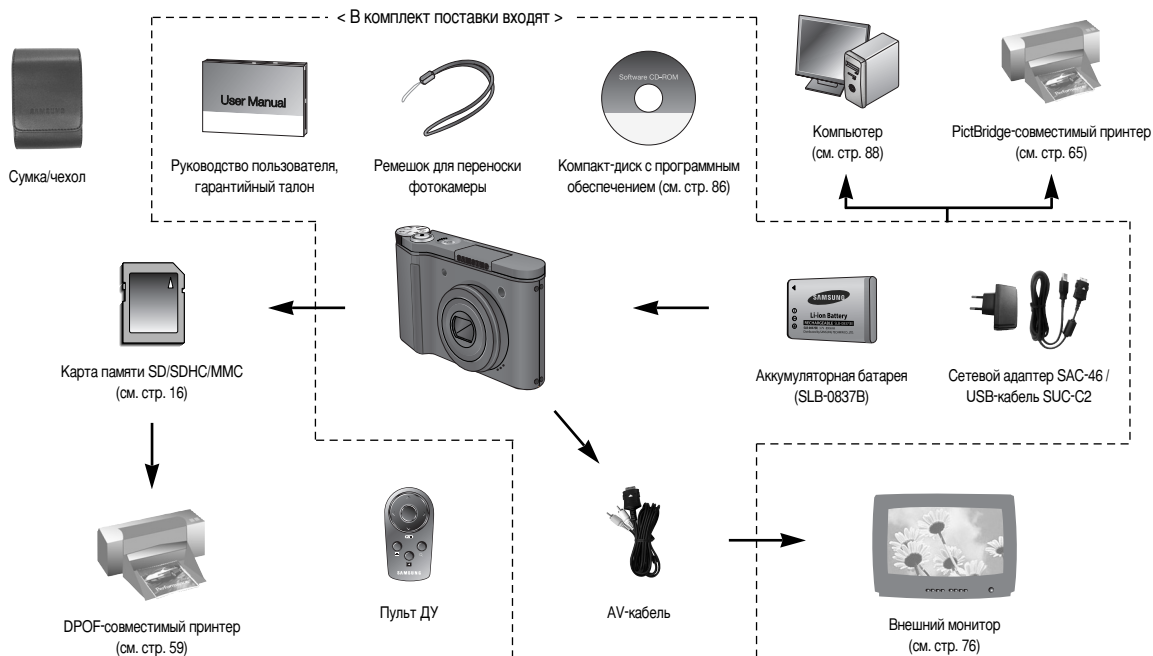 < В комплект поставки входят >
SAMSUNG
Сумка/чехол
User Manual
Руководство пользователя,
гарантийный талон
Ремешок для переноски
фотокамеры
Software CD-ROM
Компакт-диск с программным
обеспечением (см. стр. 86)
Компьютер
(см. стр. 88)
PictBridge-совместимый принтер
(см. стр. 65)
SAMSUNG
Карта памяти SD/SDHC/MMC
(см. стр. 16)
SAMSUNG
Li-ion Battery
RECHARGEABLE
Аккумуляторная батарея
(SLB-0837B)
Сетевой адаптер SAC-46 /
USB-кабель SUC-C2
DPOF-совместимый принтер
(см. стр. 59)
SAMSUNG
Пульт ДУ
AV-кабель
Внешний монитор
(см. стр. 76)